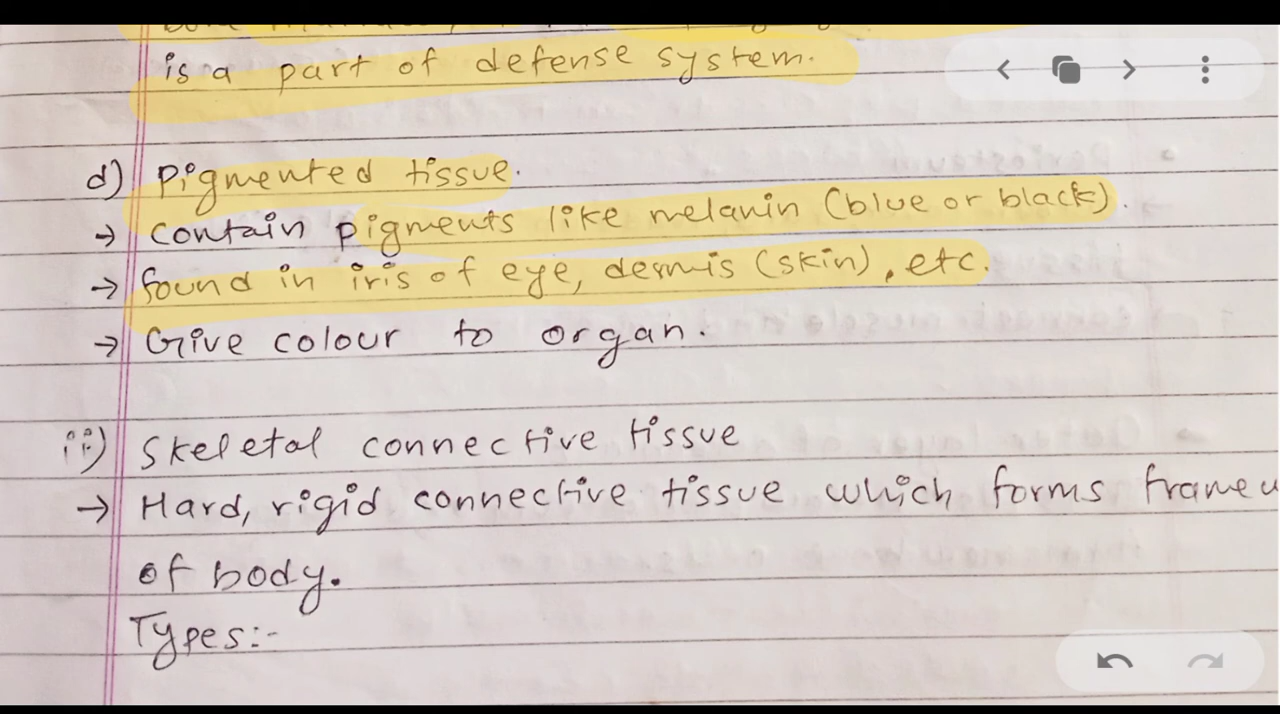 is a part of defense system.
d) Pigmented tissue.
→ contain pigments like melanin (blue or black).
→ found in iris of eye, dermis (skin), etc.
→ Give colour to organ.
ii) Skeletal connective tissue
→ Hard, rigid connective tissue which forms
of body.
Types:-